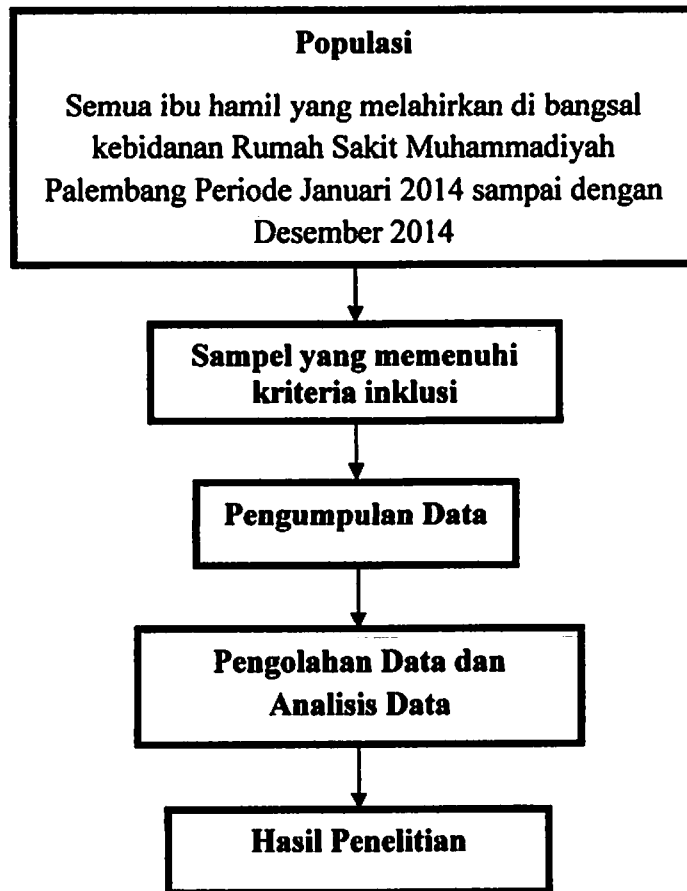 Populasi
Semua ibu hamil yang melahirkan di bangsal
kebidanan Rumah Sakit Muhammadiyah
Palembang Periode Januari 2014 sampai dengan
Desember 2014
Sampel yang memenuhi
kriteria inklusi
Pengumpulan Data
Pengolahan Data dan
Analisis Data
Hasil Penelitian